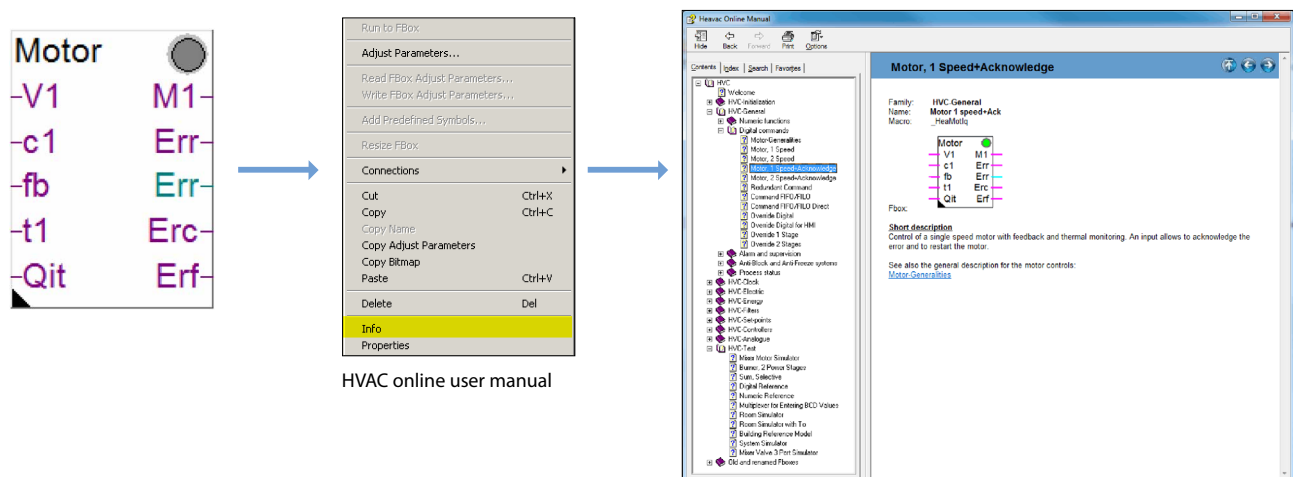 Motor
V1 M1
c1 Err
fb Err
t1 Erc
Qit Erf
Run to FBox
Adjust Parameters...
Read FBox Adjust Parameters...
Write FBox Adjust Parameters...
Add Predefined Symbols...
Resize FBox
Connections
Cut Ctrl+X
Copy Ctrl+C
Copy Name
Copy Adjust Parameters
Copy Bitmap
Paste Ctrl+V
Delete Del
Info
Properties
HVAC online user manual
Heavac Online Manual
Hide Back Forward Print Options
Contents Index Search Favorites
HVC
Welcome
HVC-Initialization
HVC-General
Numeric functions
Digital commands
Motor-Generalities
Motor, 1 Speed
Motor, 2 Speed
Motor, 1 Speed+Acknowledge
Motor, 2 Speed+Acknowledge
Redundant Command
Command FIFO/FILO
Command FIFO/FILO Direct
Override Digital
Override Digital for HMI
Override 1 Stage
Override 2 Stages
Alarm and supervision
Anti-Block and Anti-Freeze systems
Process status
HVC-Clock
HVC-Electric
HVC-Energy
HVC-Filters
HVC-Set-points
HVC-Controllers
HVC-Analogue
HVC-Test
Mixer Motor Simulator
Burner, 2 Power Stages
Sum, Selective
Digital Reference
Numeric Reference
Multiplexer for Entering BCD Values
Room Simulator
Room Simulator with To
Building Reference Model
System Simulator
Mixer Valve 3 Port Simulator
Old and renamed Fboxes
Motor, 1 Speed+Acknowledge
Family: HVC-General
Name: Motor 1 speed+Ack
Macro: _HeaMotIq
Motor
V1 M1
c1 Err
fb Err
t1 Erc
Qit Erf
Fbox:
Short description
Control of a single speed motor with feedback and thermal monitoring. An input allows to acknowledge the
error and to restart the motor.
See also the general description for the motor controls:
Motor-Generalities